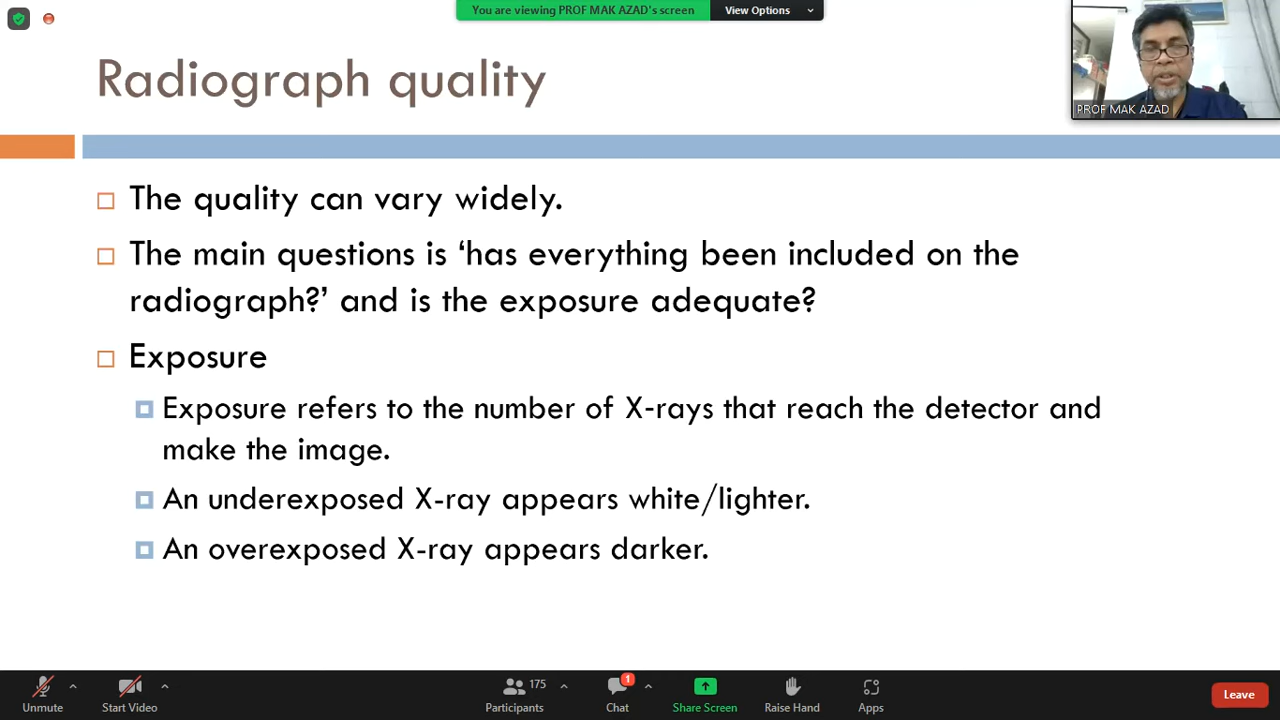 You are viewing PROF MAK AZAD's screen
View Options
Radiograph quality
PROF MAK AZAD
The quality can vary widely.
The main questions is ‘has everything been included on the
radiograph?’ and is the exposure adequate?
Exposure
Exposure refers to the number of X-rays that reach the detector and
make the image.
An underexposed X-ray appears white/lighter.
An overexposed X-ray appears darker.
Unmute
Start Video
175
Participants
1
Chat
Share Screen
Raise Hand
Apps
Leave